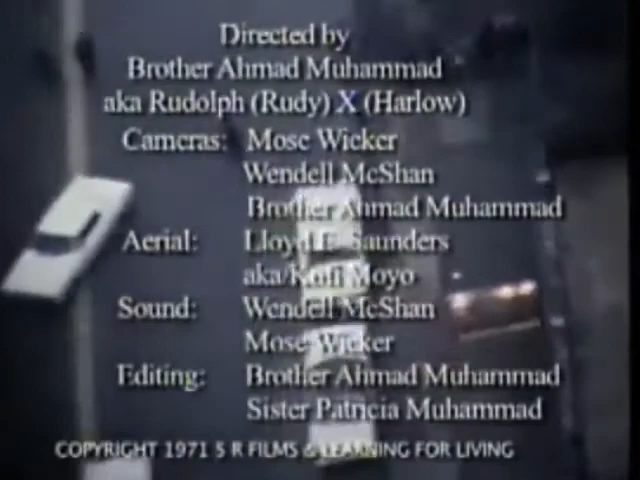 Directed by
Brother Ahmad Muhammad
aka Rudolph (Rudy) X (Harlow)
Cameras: Mose Wicker
Wendell McShan
Brother Ahmad Muhammad
Aerial: Lloyd E. Saunders
aka/Kofi Moyo
Sound: Wendell McShan
Mose Wicker
Editing: Brother Ahmad Muhammad
Sister Patricia Muhammad
COPYRIGHT 1971 5 R FILMS & LEARNING FOR LIVING